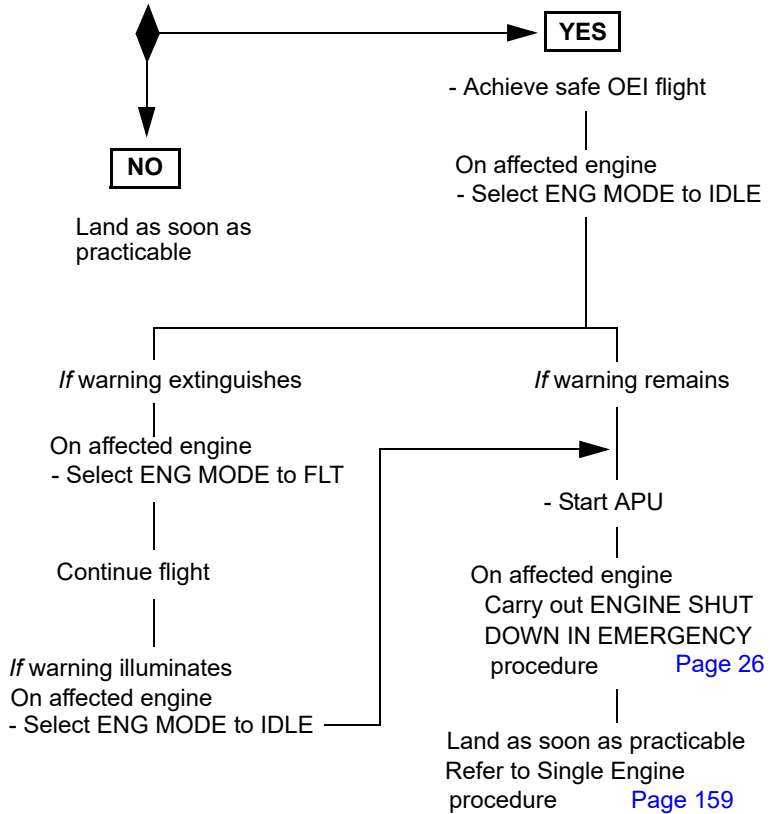 YES
- Achieve safe OEI flight
On affected engine
- Select ENG MODE to IDLE
NO
Land as soon as
practicable
If warning extinguishes
On affected engine
- Select ENG MODE to FLT
Continue flight
If warning illuminates
On affected engine
- Select ENG MODE to IDLE
If warning remains
- Start APU
On affected engine
Carry out ENGINE SHUT
DOWN IN EMERGENCY
procedure Page 26
Land as soon as practicable
Refer to Single Engine
procedure Page 159